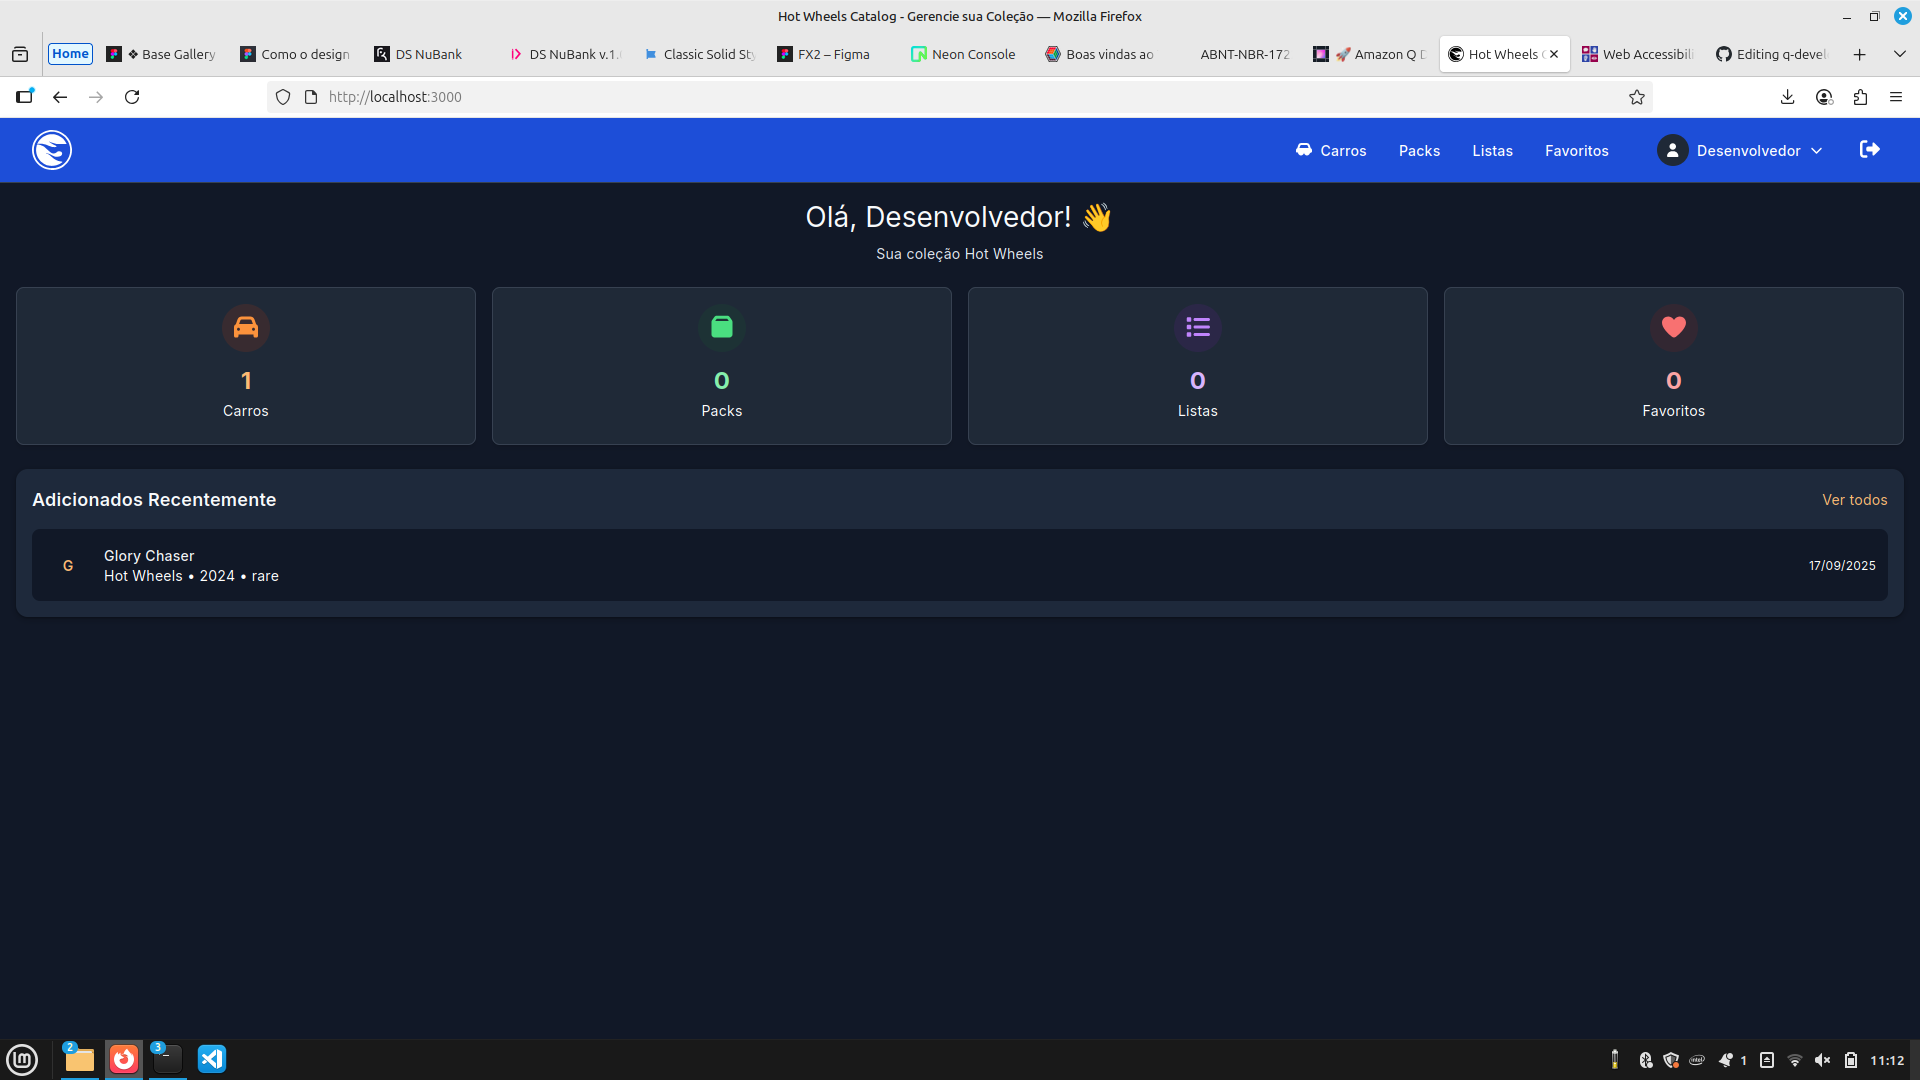 Hot Wheels Catalog - Gerencie sua Coleção — Mozilla Firefox
Home
❖ Base Gallery
Como o design
DS NuBank
DS NuBank v.1.
Classic Solid Sty
FX2 – Figma
Neon Console
Boas vindas ao
ABNT-NBR-172
🚀 Amazon Q D
Hot Wheels C
Web Accessibili
Editing q-devel
http://localhost:3000
Carros
Packs
Listas
Favoritos
Desenvolvedor
Olá, Desenvolvedor! 👋
Sua coleção Hot Wheels
1
Carros
0
Packs
0
Listas
0
Favoritos
Adicionados Recentemente
Ver todos
G
Glory Chaser
Hot Wheels • 2024 • rare
17/09/2025
2
3
1
11:12